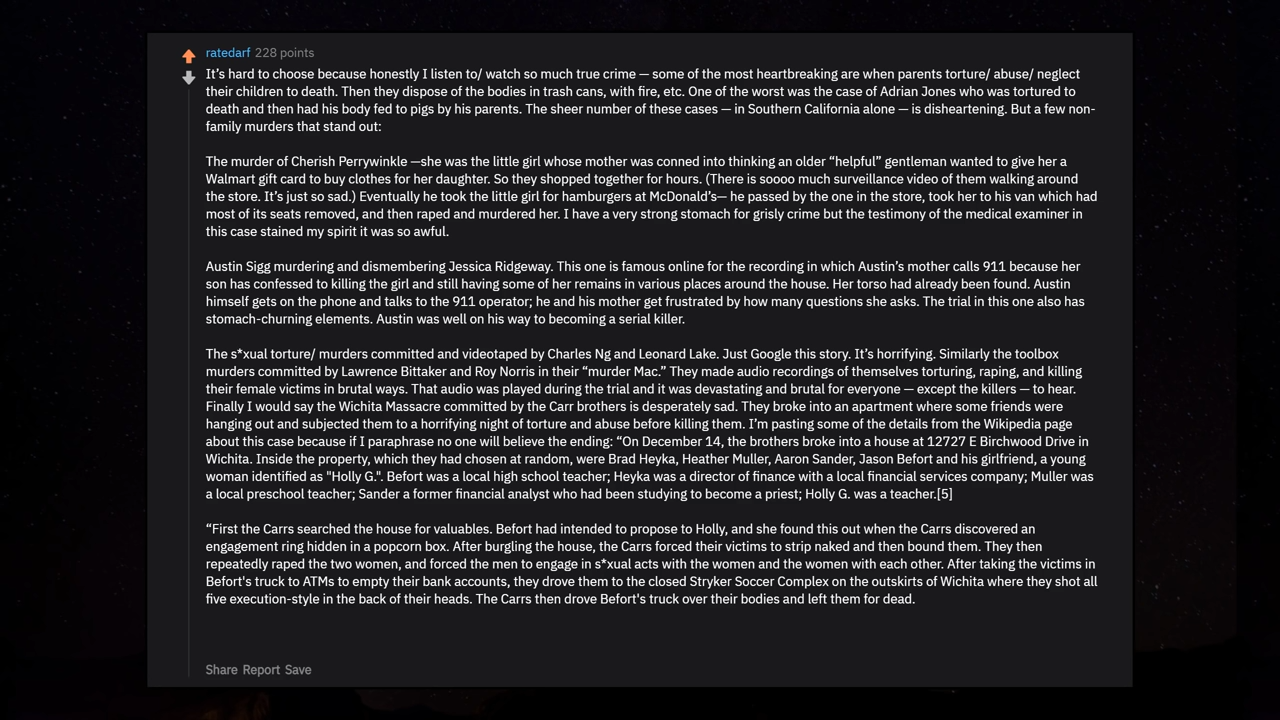 ratedarf 228 points
It's hard to choose because honestly I listen to/ watch so much true crime — some of the most heartbreaking are when parents torture/ abuse/ neglect
their children to death. Then they dispose of the bodies in trash cans, with fire, etc. One of the worst was the case of Adrian Jones who was tortured to
death and then had his body fed to pigs by his parents. The sheer number of these cases — in Southern California alone — is disheartening. But a few non-
family murders that stand out:
The murder of Cherish Perrywinkle —she was the little girl whose mother was conned into thinking an older “helpful” gentleman wanted to give her a
Walmart gift card to buy clothes for her daughter. So they shopped together for hours. (There is soooo much surveillance video of them walking around
the store. It's just so sad.) Eventually he took the little girl for hamburgers at McDonald's— he passed by the one in the store, took her to his van which had
most of its seats removed, and then raped and murdered her. I have a very strong stomach for grisly crime but the testimony of the medical examiner in
this case stained my spirit it was so awful.
Austin Sigg murdering and dismembering Jessica Ridgeway. This one is famous online for the recording in which Austin's mother calls 911 because her
son has confessed to killing the girl and still having some of her remains in various places around the house. Her torso had already been found. Austin
himself gets on the phone and talks to the 911 operator; he and his mother get frustrated by how many questions she asks. The trial in this one also has
stomach-churning elements. Austin was well on his way to becoming a serial killer.
The s*xual torture/ murders committed and videotaped by Charles Ng and Leonard Lake. Just Google this story. It's horrifying. Similarly the toolbox
murders committed by Lawrence Bittaker and Roy Norris in their “murder Mac.” They made audio recordings of themselves torturing, raping, and killing
their female victims in brutal ways. That audio was played during the trial and it was devastating and brutal for everyone — except the killers — to hear.
Finally I would say the Wichita Massacre committed by the Carr brothers is desperately sad. They broke into an apartment where some friends were
hanging out and subjected them to a horrifying night of torture and abuse before killing them. I'm pasting some of the details from the Wikipedia page
about this case because if I paraphrase no one will believe the ending: “On December 14, the brothers broke into a house at 12727 E Birchwood Drive in
Wichita. Inside the property, which they had chosen at random, were Brad Heyka, Heather Muller, Aaron Sander, Jason Befort and his girlfriend, a young
woman identified as "Holly G.". Befort was a local high school teacher; Heyka was a director of finance with a local financial services company; Muller was
a local preschool teacher; Sander a former financial analyst who had been studying to become a priest; Holly G. was a teacher.[5]
“First the Carrs searched the house for valuables. Befort had intended to propose to Holly, and she found this out when the Carrs discovered an
engagement ring hidden in a popcorn box. After burgling the house, the Carrs forced their victims to strip naked and then bound them. They then
repeatedly raped the two women, and forced the men to engage in s*xual acts with the women and the women with each other. After taking the victims in
Befort's truck to ATMs to empty their bank accounts, they drove them to the closed Stryker Soccer Complex on the outskirts of Wichita where they shot all
five execution-style in the back of their heads. The Carrs then drove Befort's truck over their bodies and left them for dead.
Share Report Save